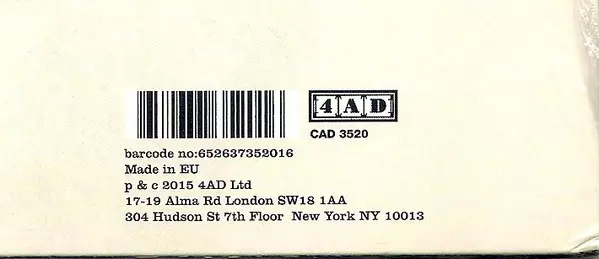 4AD
CAD 3520
barcode no:652637352016
Made in EU
p & c 2015 4AD Ltd
17-19 Alma Rd London SW18 1AA
304 Hudson St 7th Floor New York NY 10013